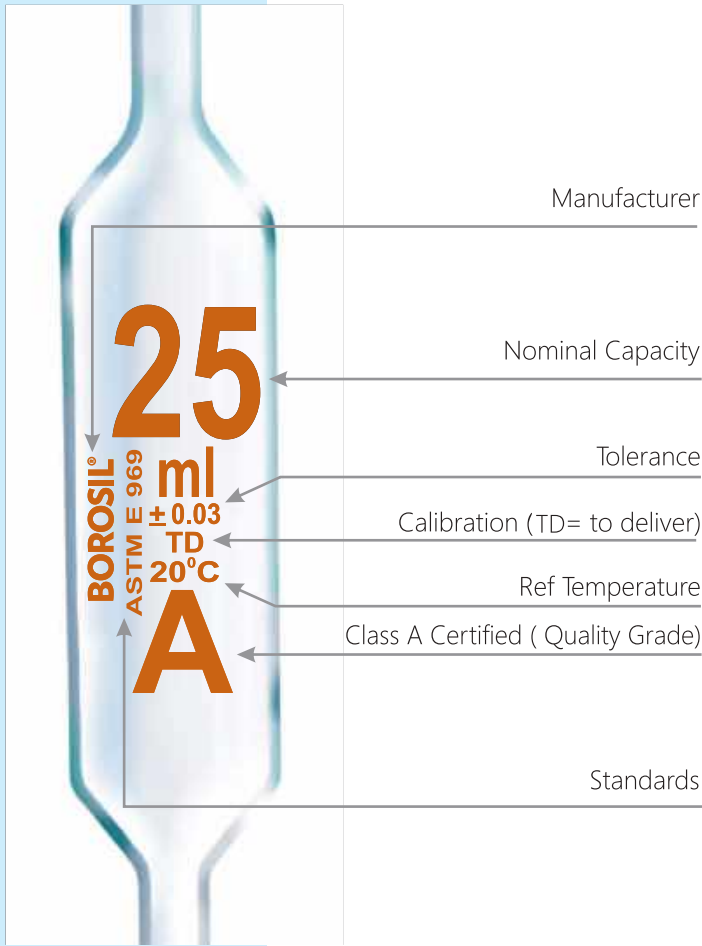 Manufacturer
25
Nominal Capacity
ml
Tolerance
± 0.03
Calibration (TD= to deliver)
TD
20°C
Ref Temperature
A
Class A Certified ( Quality Grade)
BOROSIL®
ASTM E 969
Standards